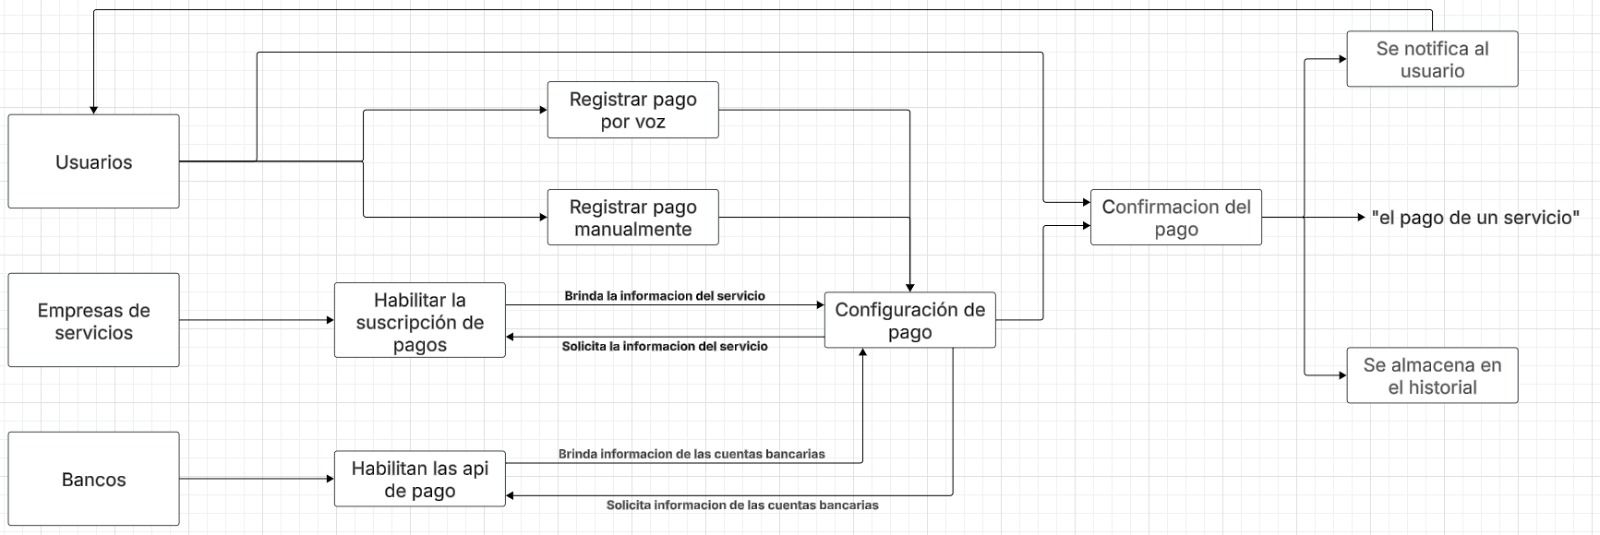 Se notifica al
usuario
Registrar pago
por voz
Usuarios
Registrar pago
manualmente
Confirmacion del
pago
"el pago de un servicio"
Empresas de
servicios
Habilitar la
suscripción de
pagos
Brinda la informacion del servicio
Solicita la informacion del servicio
Configuración de
pago
Se almacena en
el historial
Bancos
Habilitan las api
de pago
Brinda informacion de las cuentas bancarias
Solicita informacion de las cuentas bancarias